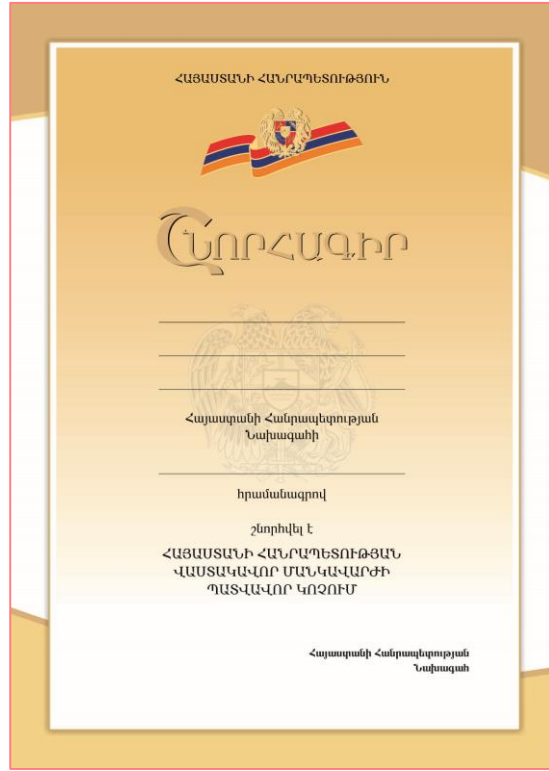 ՀԱՅԱՍՏԱՆԻ ՀԱՆՐԱՊԵՏՈՒԹՅՈՒՆ
ՇՆՈՐՀԱԳԻՐ
Հայաստանի Հանրապետության
Նախագահի
հրամանագրով
շնորհվել է
ՀԱՅԱՍՏԱՆԻ ՀԱՆՐԱՊԵՏՈՒԹՅԱՆ
ՎԱՍՏԱԿԱՎՈՐ ՄԱՆԿԱՎԱՐԺԻ
ՊԱՏՎԱՎՈՐ ԿՈՉՈՒՄ
Հայաստանի Հանրապետության
Նախագահ